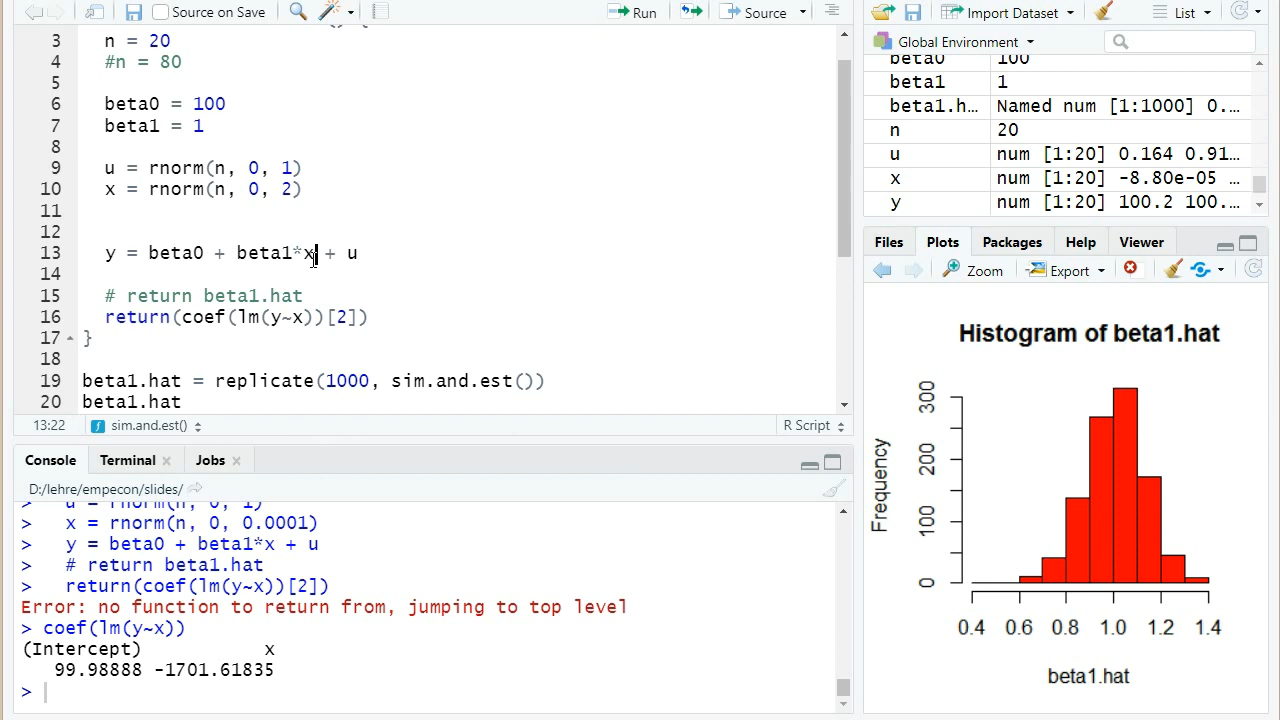 Source on Save
Run
Source
3 n = 20
4 #n = 80
5
6 beta0 = 100
7 beta1 = 1
8
9 u = rnorm(n, 0, 1)
10 x = rnorm(n, 0, 2)
11
12
13 y = beta0 + beta1*x + u
14
15 # return beta1.hat
16 return(coef(lm(y~x))[2])
17 }
18
19 beta1.hat = replicate(1000, sim.and.est())
20 beta1.hat
13:22 sim.and.est() R Script
Console Terminal Jobs
D:/lehre/empecon/slides/
> u = rnorm(n, 0, 1)
> x = rnorm(n, 0, 0.0001)
> y = beta0 + beta1*x + u
> # return beta1.hat
> return(coef(lm(y~x))[2])
Error: no function to return from, jumping to top level
> coef(lm(y~x))
(Intercept) x
99.98888 -1701.61835
>
Import Dataset List
Global Environment
beta0 100
beta1 1
beta1.h… Named num [1:1000] 0.…
n 20
u num [1:20] 0.164 0.91…
x num [1:20] -8.80e-05 …
y num [1:20] 100.2 100.…
Files Plots Packages Help Viewer
Zoom Export
Histogram of beta1.hat
Frequency
300
200
100
0
0.4 0.6 0.8 1.0 1.2 1.4
beta1.hat